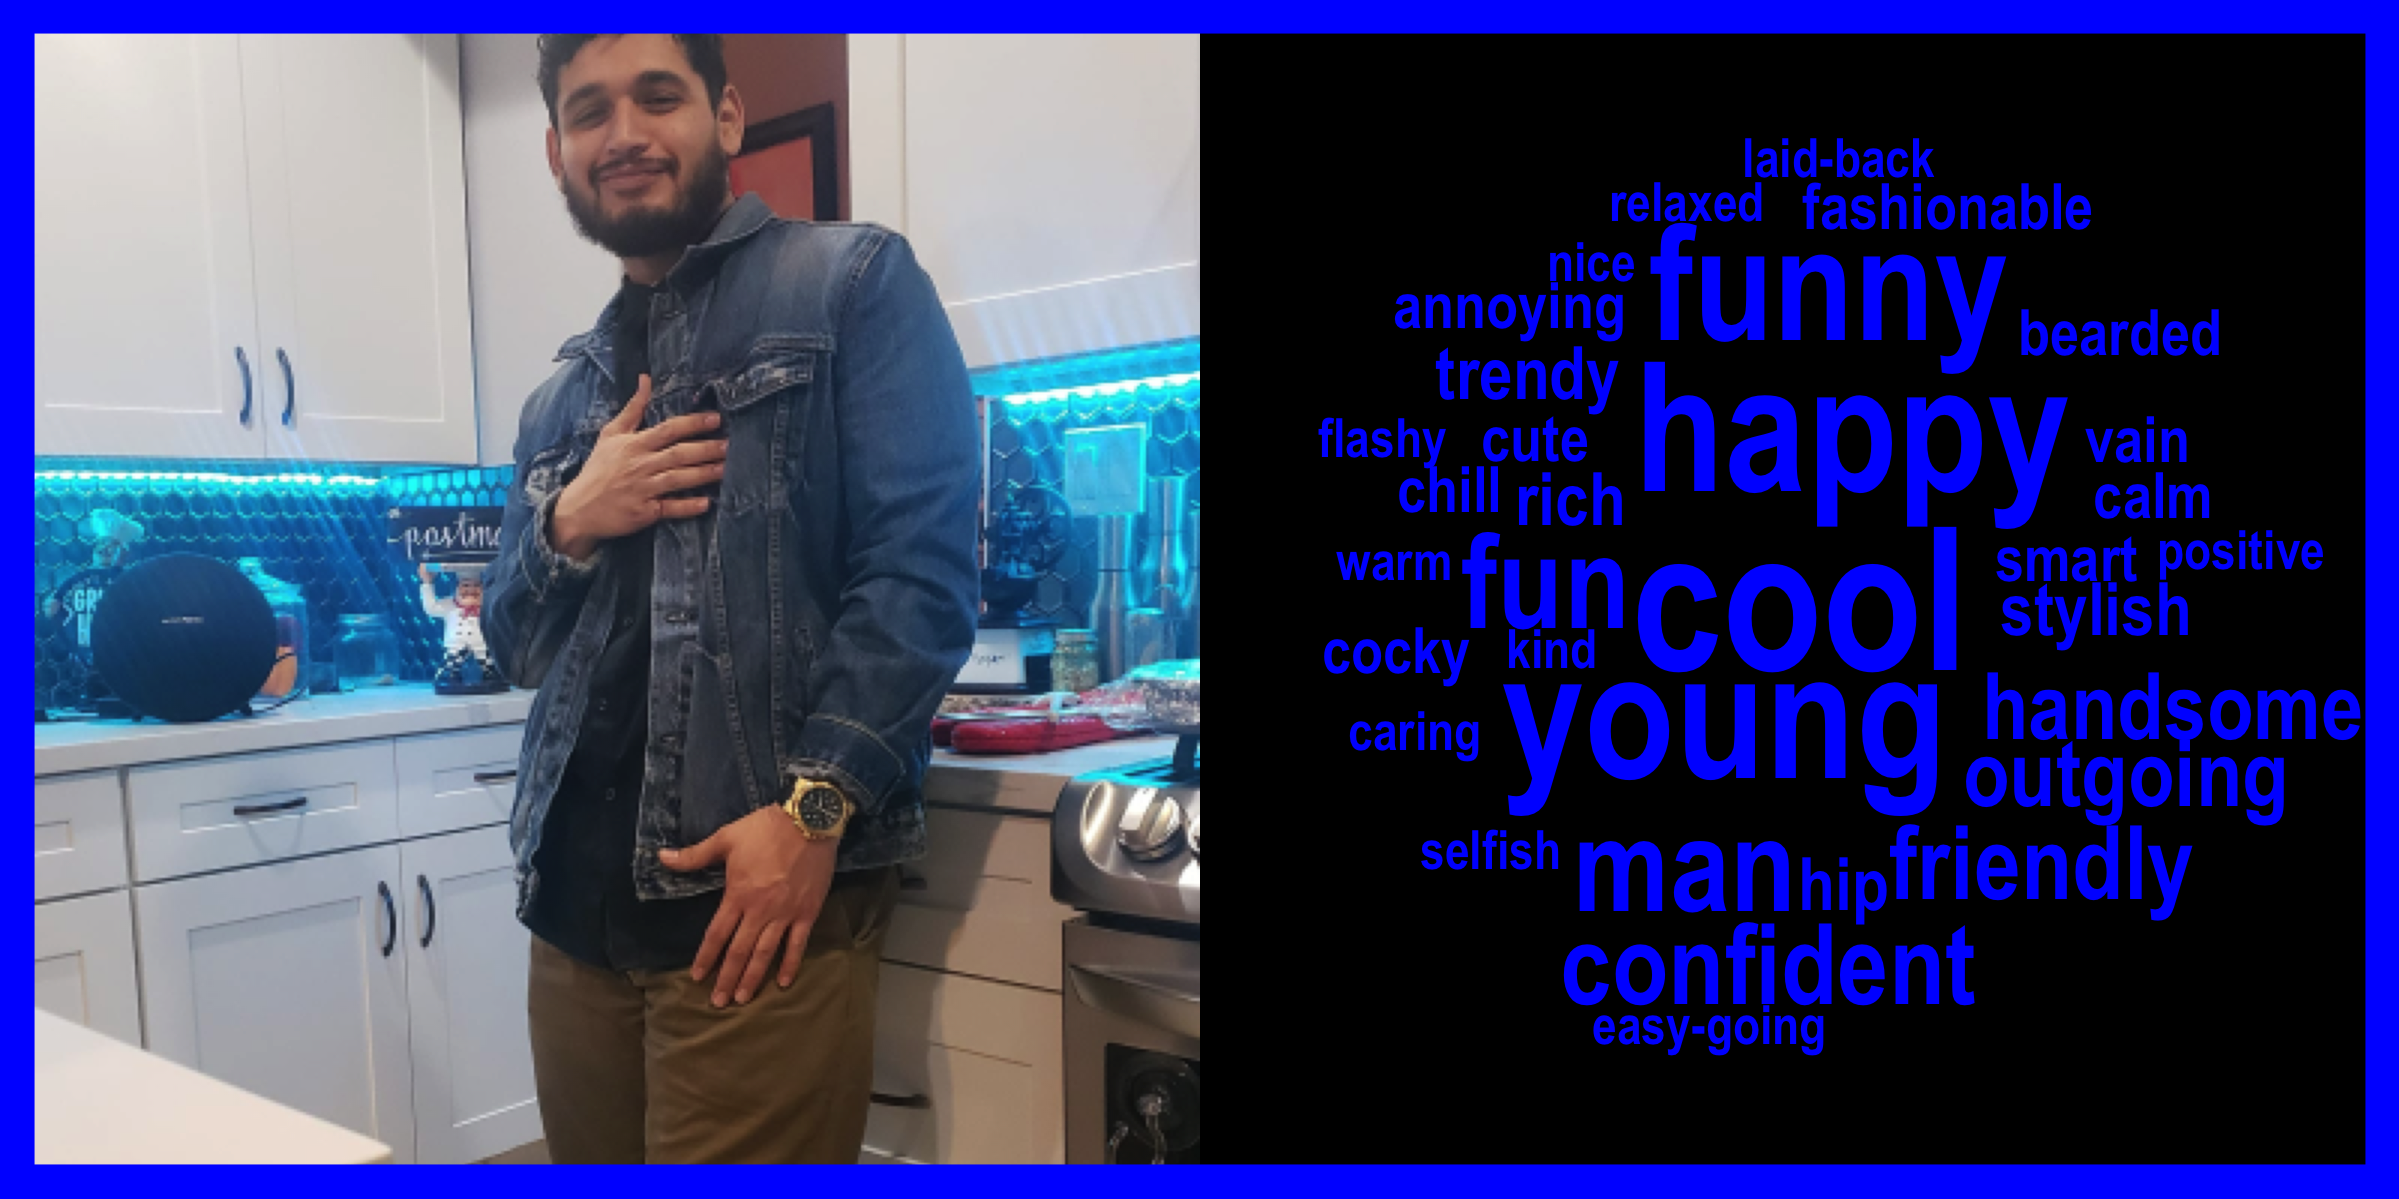 postm
laid-back
relaxed fashionable
nice funny
annoying bearded
trendy happy
flashy cute vain
chill rich calm
warm fun cool smart positive
stylish
cocky kind
young handsome
caring outgoing
selfish man hip friendly
confident
easy-going